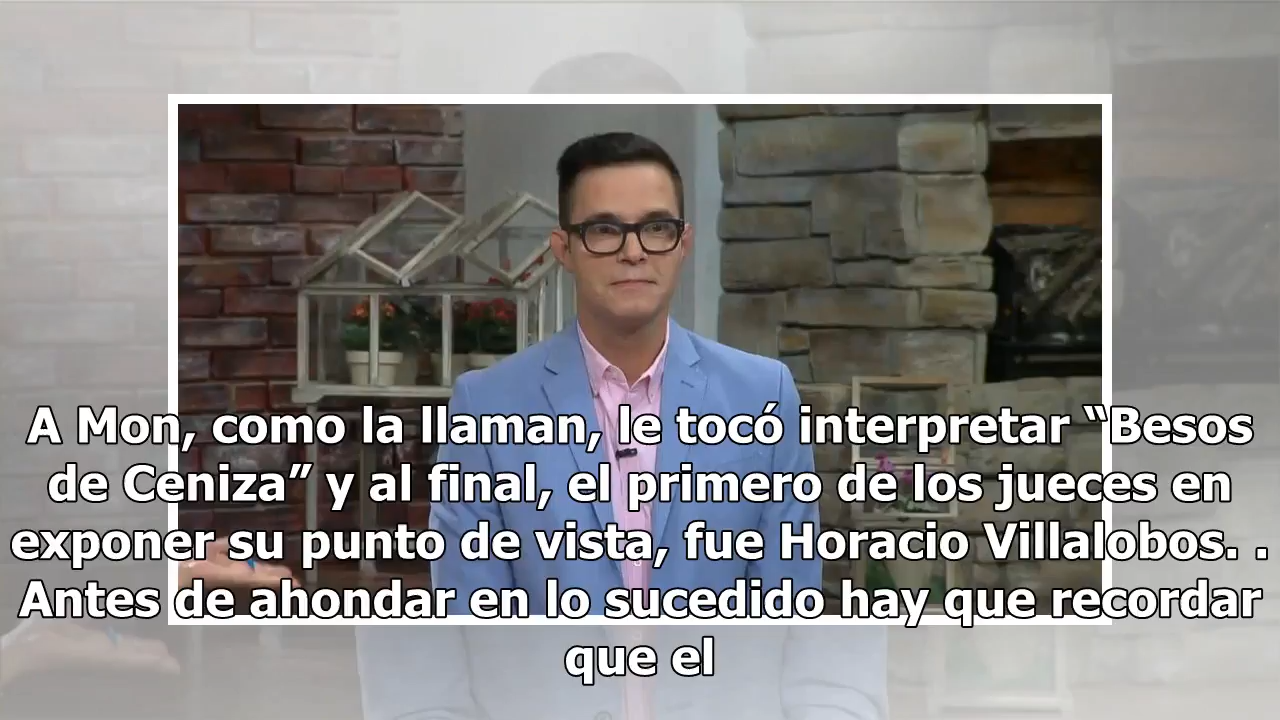 A Mon, como la llaman, le tocó interpretar “Besos
de Ceniza” y al final, el primero de los jueces en
exponer su punto de vista, fue Horacio Villalobos. .
Antes de ahondar en lo sucedido hay que recordar
que el